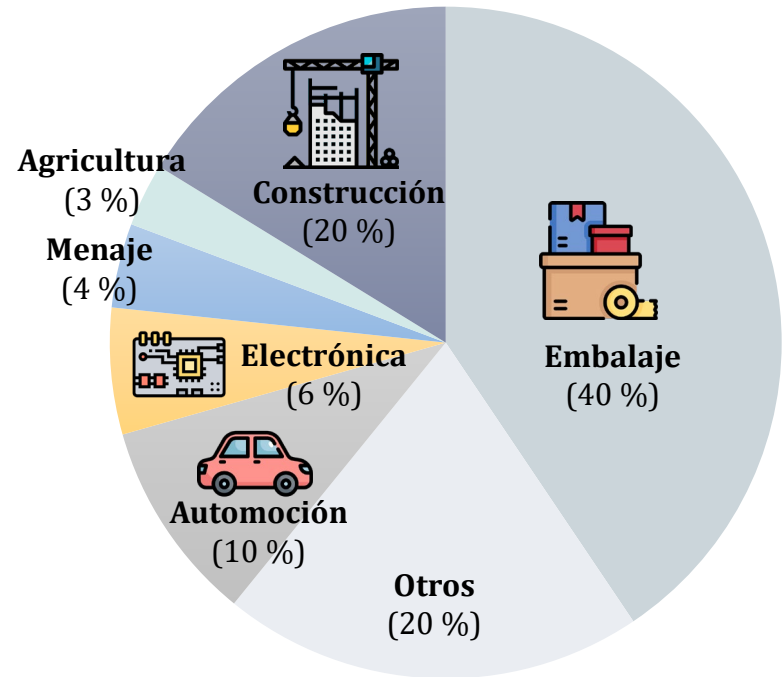 Construcción
(20 %)
Agricultura
(3 %)
Menaje
(4 %)
Electrónica
(6 %)
Embalaje
(40 %)
Automoción
(10 %)
Otros
(20 %)